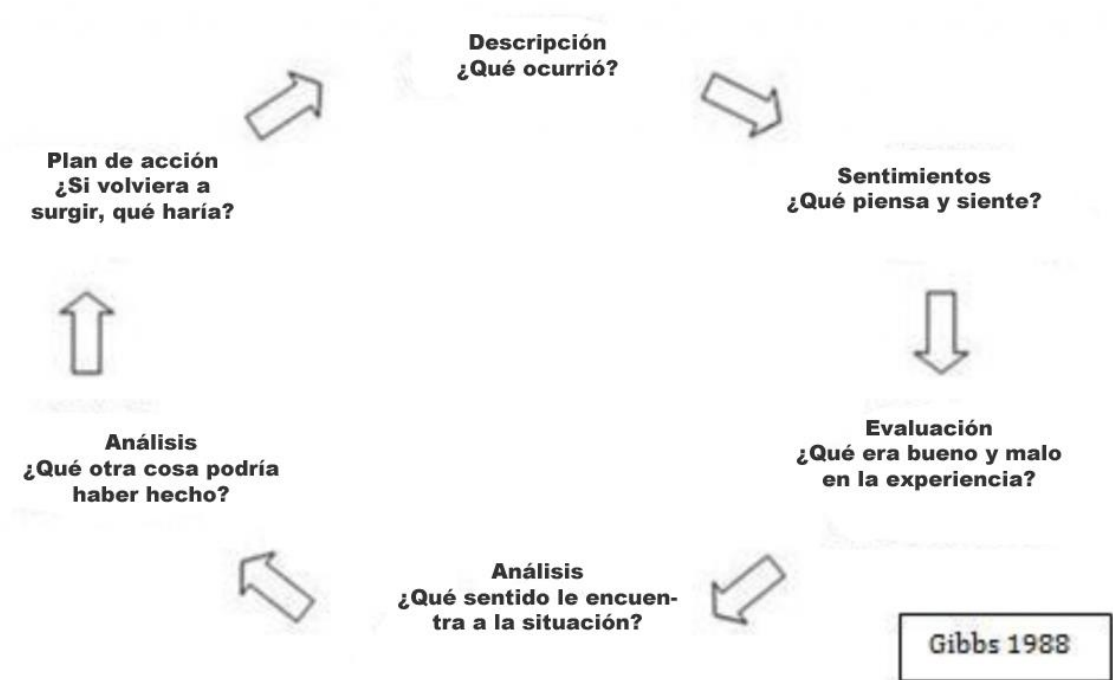 Descripción
¿Qué ocurrió?
Sentimientos
¿Qué piensa y siente?
Evaluación
¿Qué era bueno y malo
en la experiencia?
Análisis
¿Qué sentido le encuen-
tra a la situación?
Análisis
¿Qué otra cosa podría
haber hecho?
Plan de acción
¿Si volviera a
surgir, qué haría?
Gibbs 1988